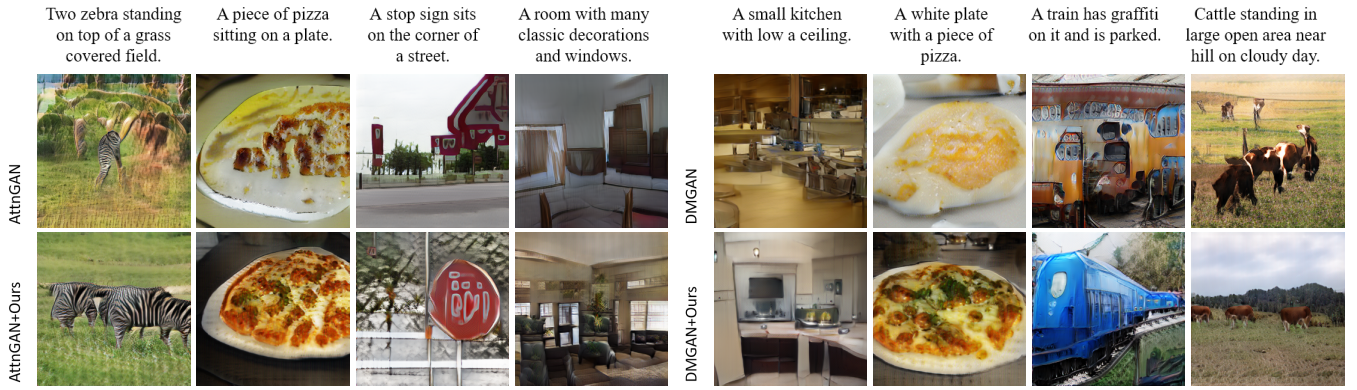 Two zebra standing
on top of a grass
covered field.
A piece of pizza
sitting on a plate.
A stop sign sits
on the corner of
a street.
A room with many
classic decorations
and windows.
A small kitchen
with low a ceiling.
A white plate
with a piece of
pizza.
A train has graffiti
on it and is parked.
Cattle standing in
large open area near
hill on cloudy day.
AttnGAN
DMGAN
AttnGAN+Ours
DMGAN+Ours